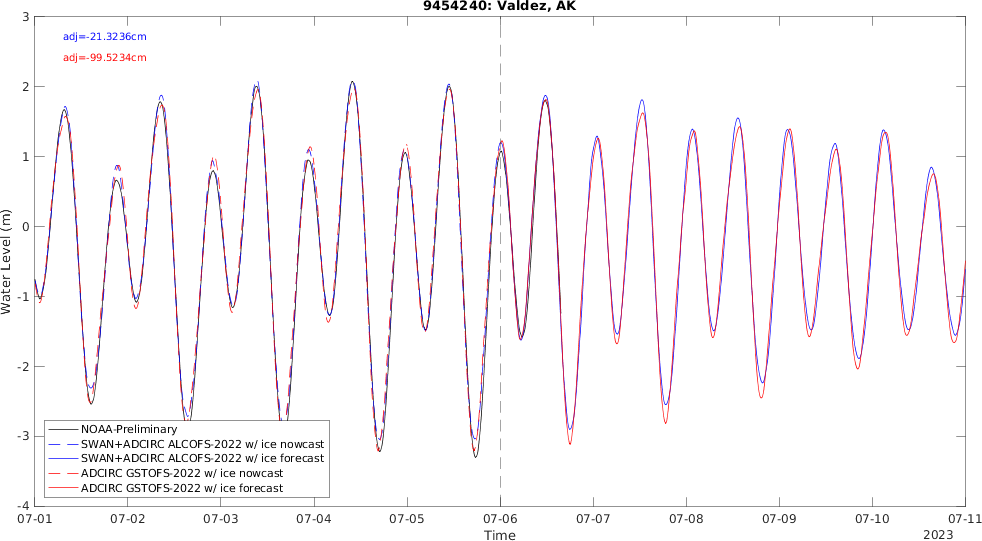 9454240: Valdez, AK
adj=-21.3236cm
adj=-99.5234cm
3
2
1
0
-1
-2
-3
-4
Water Level (m)
NOAA-Preliminary
SWAN+ADCIRC ALCOFS-2022 w/ ice nowcast
SWAN+ADCIRC ALCOFS-2022 w/ ice forecast
ADCIRC GSTOFS-2022 w/ ice nowcast
ADCIRC GSTOFS-2022 w/ ice forecast
07-01 07-02 07-03 07-04 07-05 07-06 07-07 07-08 07-09 07-10 07-11
Time
2023